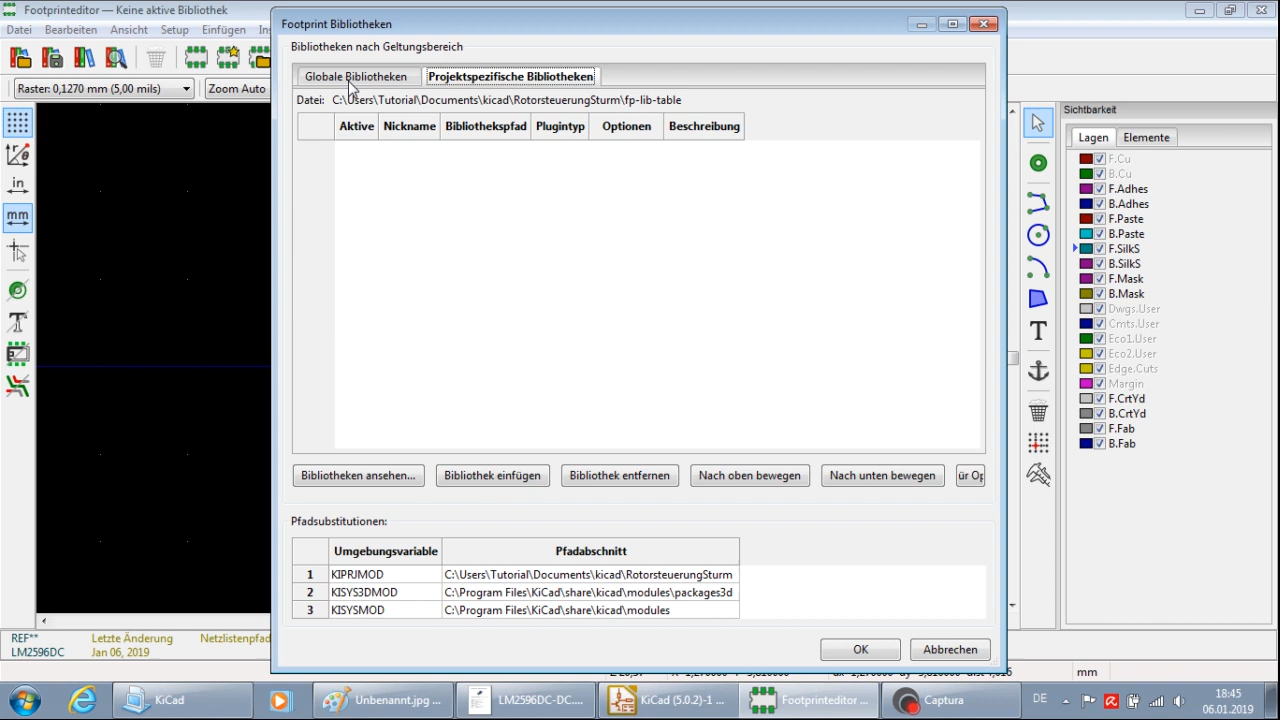 Footprinteditor — Keine aktive Bibliothek
Datei Bearbeiten Ansicht Setup Einfügen
Raster: 0,1270 mm (5,00 mils) Zoom Auto
in
mm
Footprint Bibliotheken
Bibliotheken nach Geltungsbereich
Globale Bibliotheken Projektspezifische Bibliotheken
Datei: C:\Users\Tutorial\Documents\kicad\RotorsteuerungSturm\fp-lib-table
Aktive Nickname Bibliothekspfad Plugintyp Optionen Beschreibung
Bibliotheken ansehen... Bibliothek einfügen Bibliothek entfernen Nach oben bewegen Nach unten bewegen ür Op
Pfadsubstitutionen:
Umgebungsvariable Pfadabschnitt
1 KIPRJMOD C:\Users\Tutorial\Documents\kicad\RotorsteuerungSturm
2 KISYS3DMOD C:\Program Files\KiCad\share\kicad\modules\packages3d
3 KISYSMOD C:\Program Files\KiCad\share\kicad\modules
OK Abbrechen
Sichtbarkeit
Lagen Elemente
F.Cu
B.Cu
F.Adhes
B.Adhes
F.Paste
B.Paste
F.SilkS
B.SilkS
F.Mask
B.Mask
Dwgs.User
Cmts.User
Eco1.User
Eco2.User
Edge.Cuts
Margin
F.CrtYd
B.CrtYd
F.Fab
B.Fab
REF** Letzte Änderung Netzlistenpfad
LM2596DC Jan 06, 2019
mm
KiCad Unbenannt.jpg ... LM2596DC-DC.... KiCad (5.0.2)-1 ... Footprinteditor ... Captura DE 18:45
06.01.2019